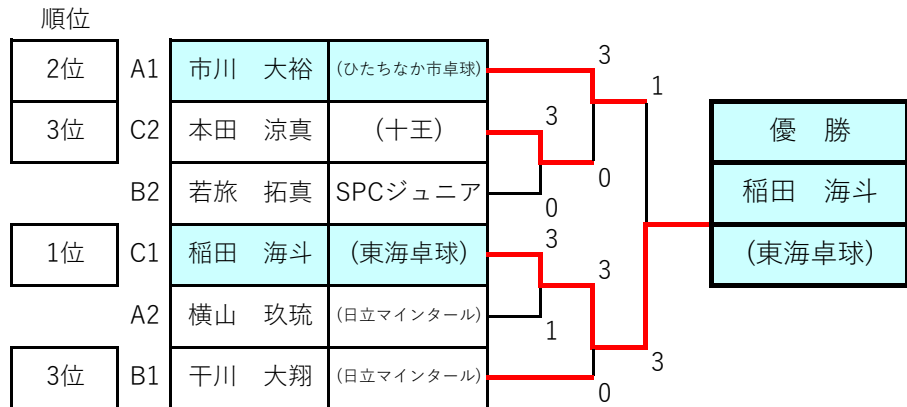 順位
2位 A1 市川 大裕 (ひたちなか市卓球) 3
1
3位 C2 本田 涼真 (十王) 3 優 勝
0
B2 若旅 拓真 SPCジュニア 0 稲田 海斗
1位 C1 稲田 海斗 (東海卓球) 3 3 (東海卓球)
A2 横山 玖琉 (日立マインタール) 1
3
3位 B1 干川 大翔 (日立マインタール) 0